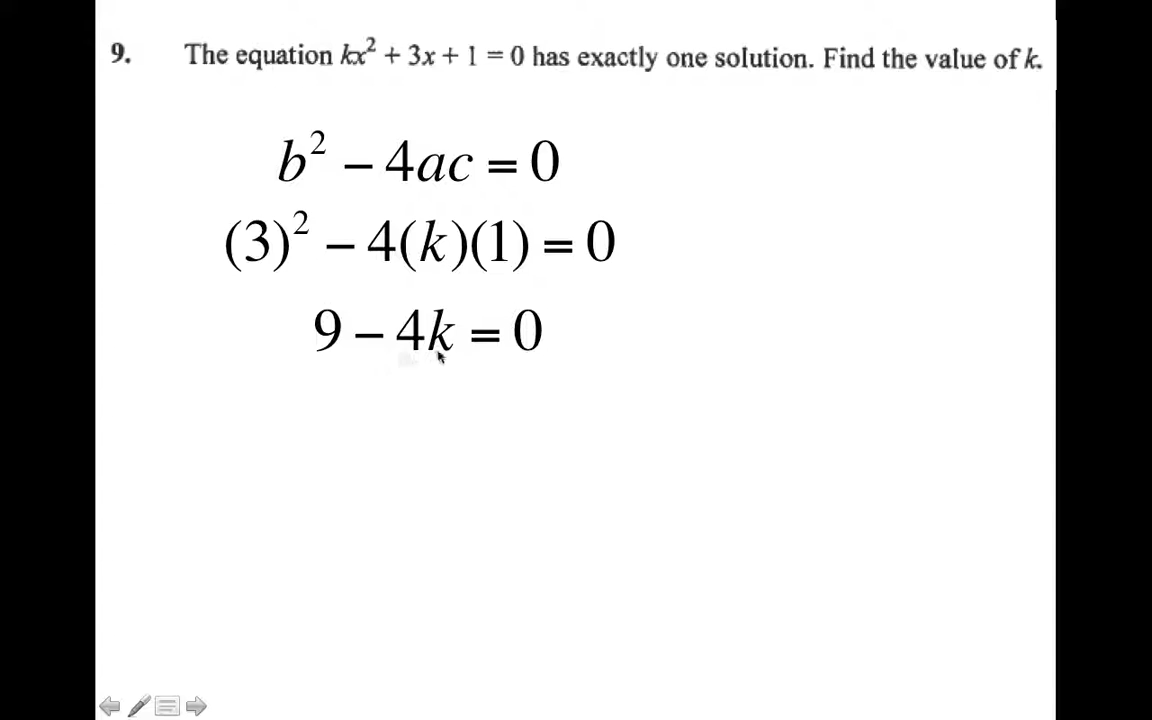 9. The equation kx² + 3x + 1 = 0 has exactly one solution. Find the value of k.
b² − 4ac = 0
(3)² − 4(k)(1) = 0
9 − 4k = 0